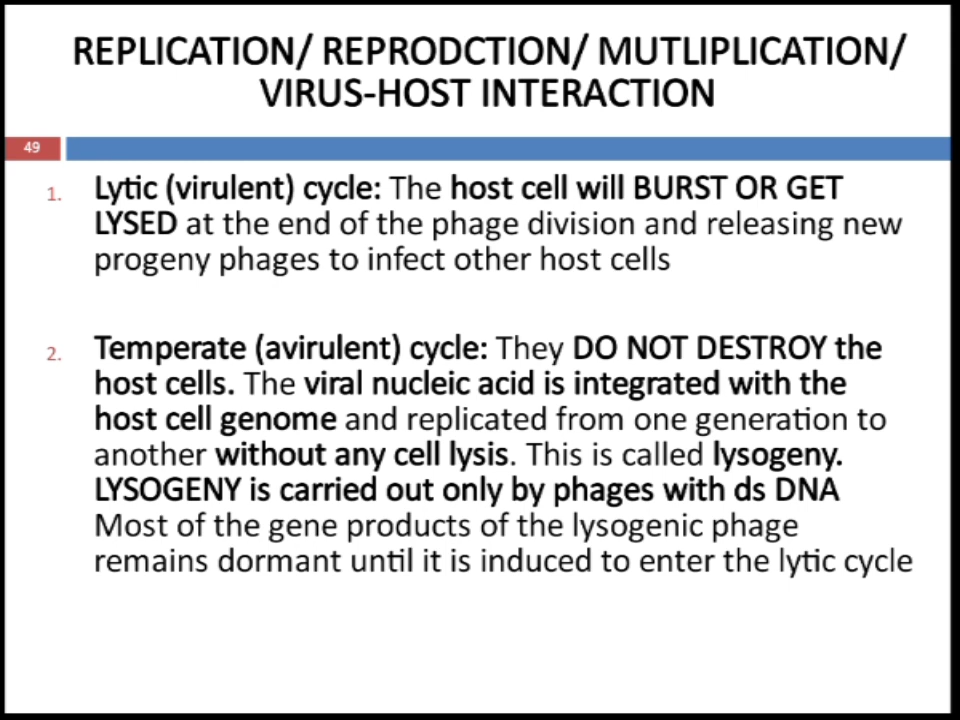 REPLICATION/ REPRODCTION/ MUTLIPLICATION/
VIRUS-HOST INTERACTION
49
1. Lytic (virulent) cycle: The host cell will BURST OR GET
LYSED at the end of the phage division and releasing new
progeny phages to infect other host cells
2. Temperate (avirulent) cycle: They DO NOT DESTROY the
host cells. The viral nucleic acid is integrated with the
host cell genome and replicated from one generation to
another without any cell lysis. This is called lysogeny.
LYSOGENY is carried out only by phages with ds DNA
Most of the gene products of the lysogenic phage
remains dormant until it is induced to enter the lytic cycle